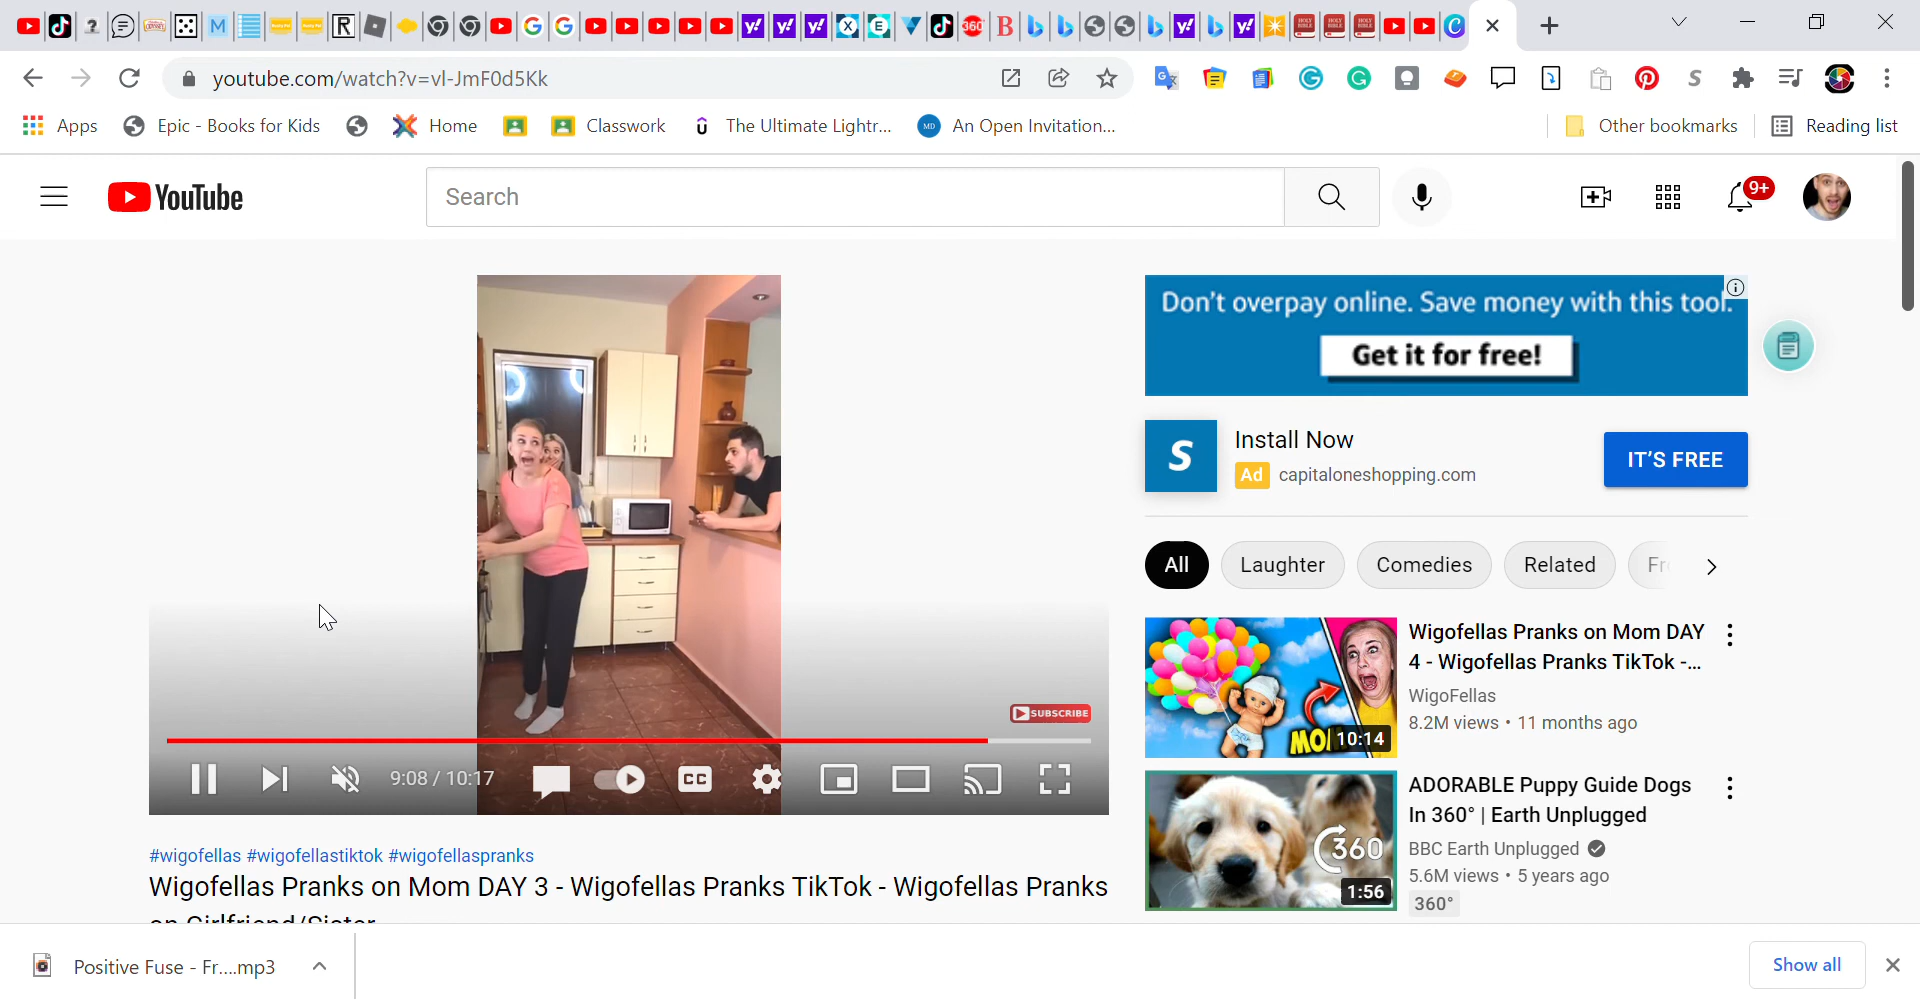 youtube.com/watch?v=vl-JmF0d5Kk
Apps
Epic - Books for Kids
Home
Classwork
The Ultimate Lightr...
MD
An Open Invitation...
Other bookmarks
Reading list
YouTube
Search
9+
Don't overpay online. Save money with this tool.
Get it for free!
S
Install Now
Ad capitaloneshopping.com
IT'S FREE
All
Laughter
Comedies
Related
SUBSCRIBE
9:08 / 10:17
CC
#wigofellas #wigofellastiktok #wigofellaspranks
Wigofellas Pranks on Mom DAY 3 - Wigofellas Pranks TikTok - Wigofellas Pranks
on Girlfriend/Sister
10:14
Wigofellas Pranks on Mom DAY
4 - Wigofellas Pranks TikTok -...
WigoFellas
8.2M views • 11 months ago
360
1:56
ADORABLE Puppy Guide Dogs
In 360° | Earth Unplugged
BBC Earth Unplugged
5.6M views • 5 years ago
360°
Positive Fuse - Fr....mp3
Show all